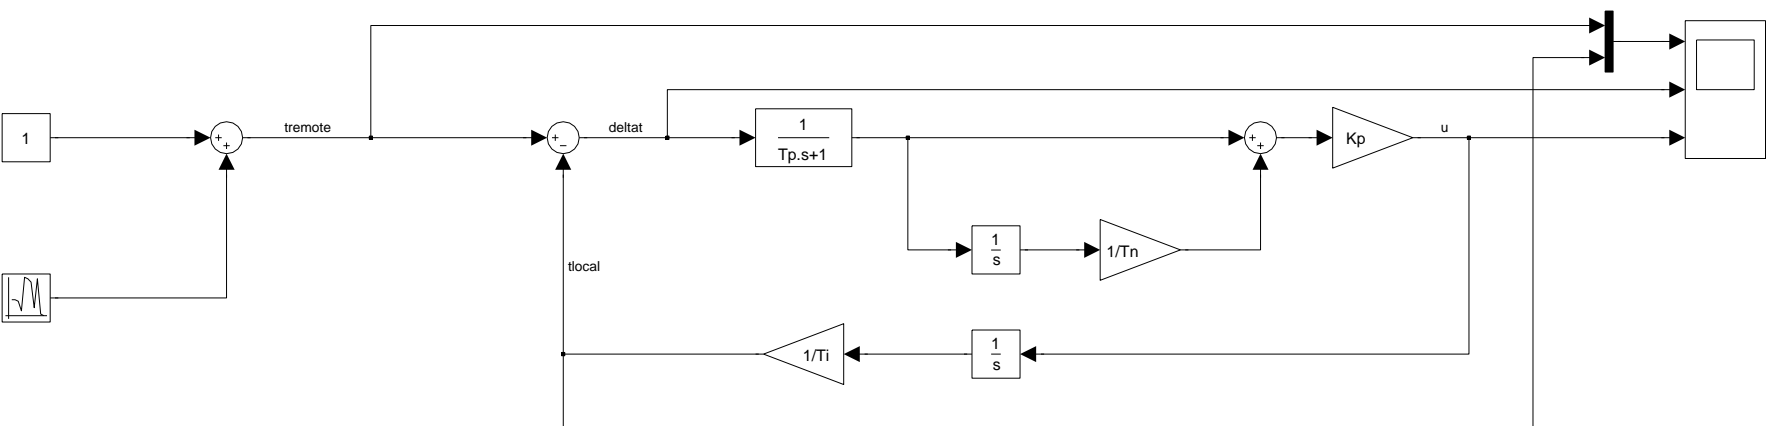 1
+
+
tremote
+
−
deltat
1
Tp.s+1
+
+
Kp
u
1
s
1/Tn
tlocal
1/Ti
1
s